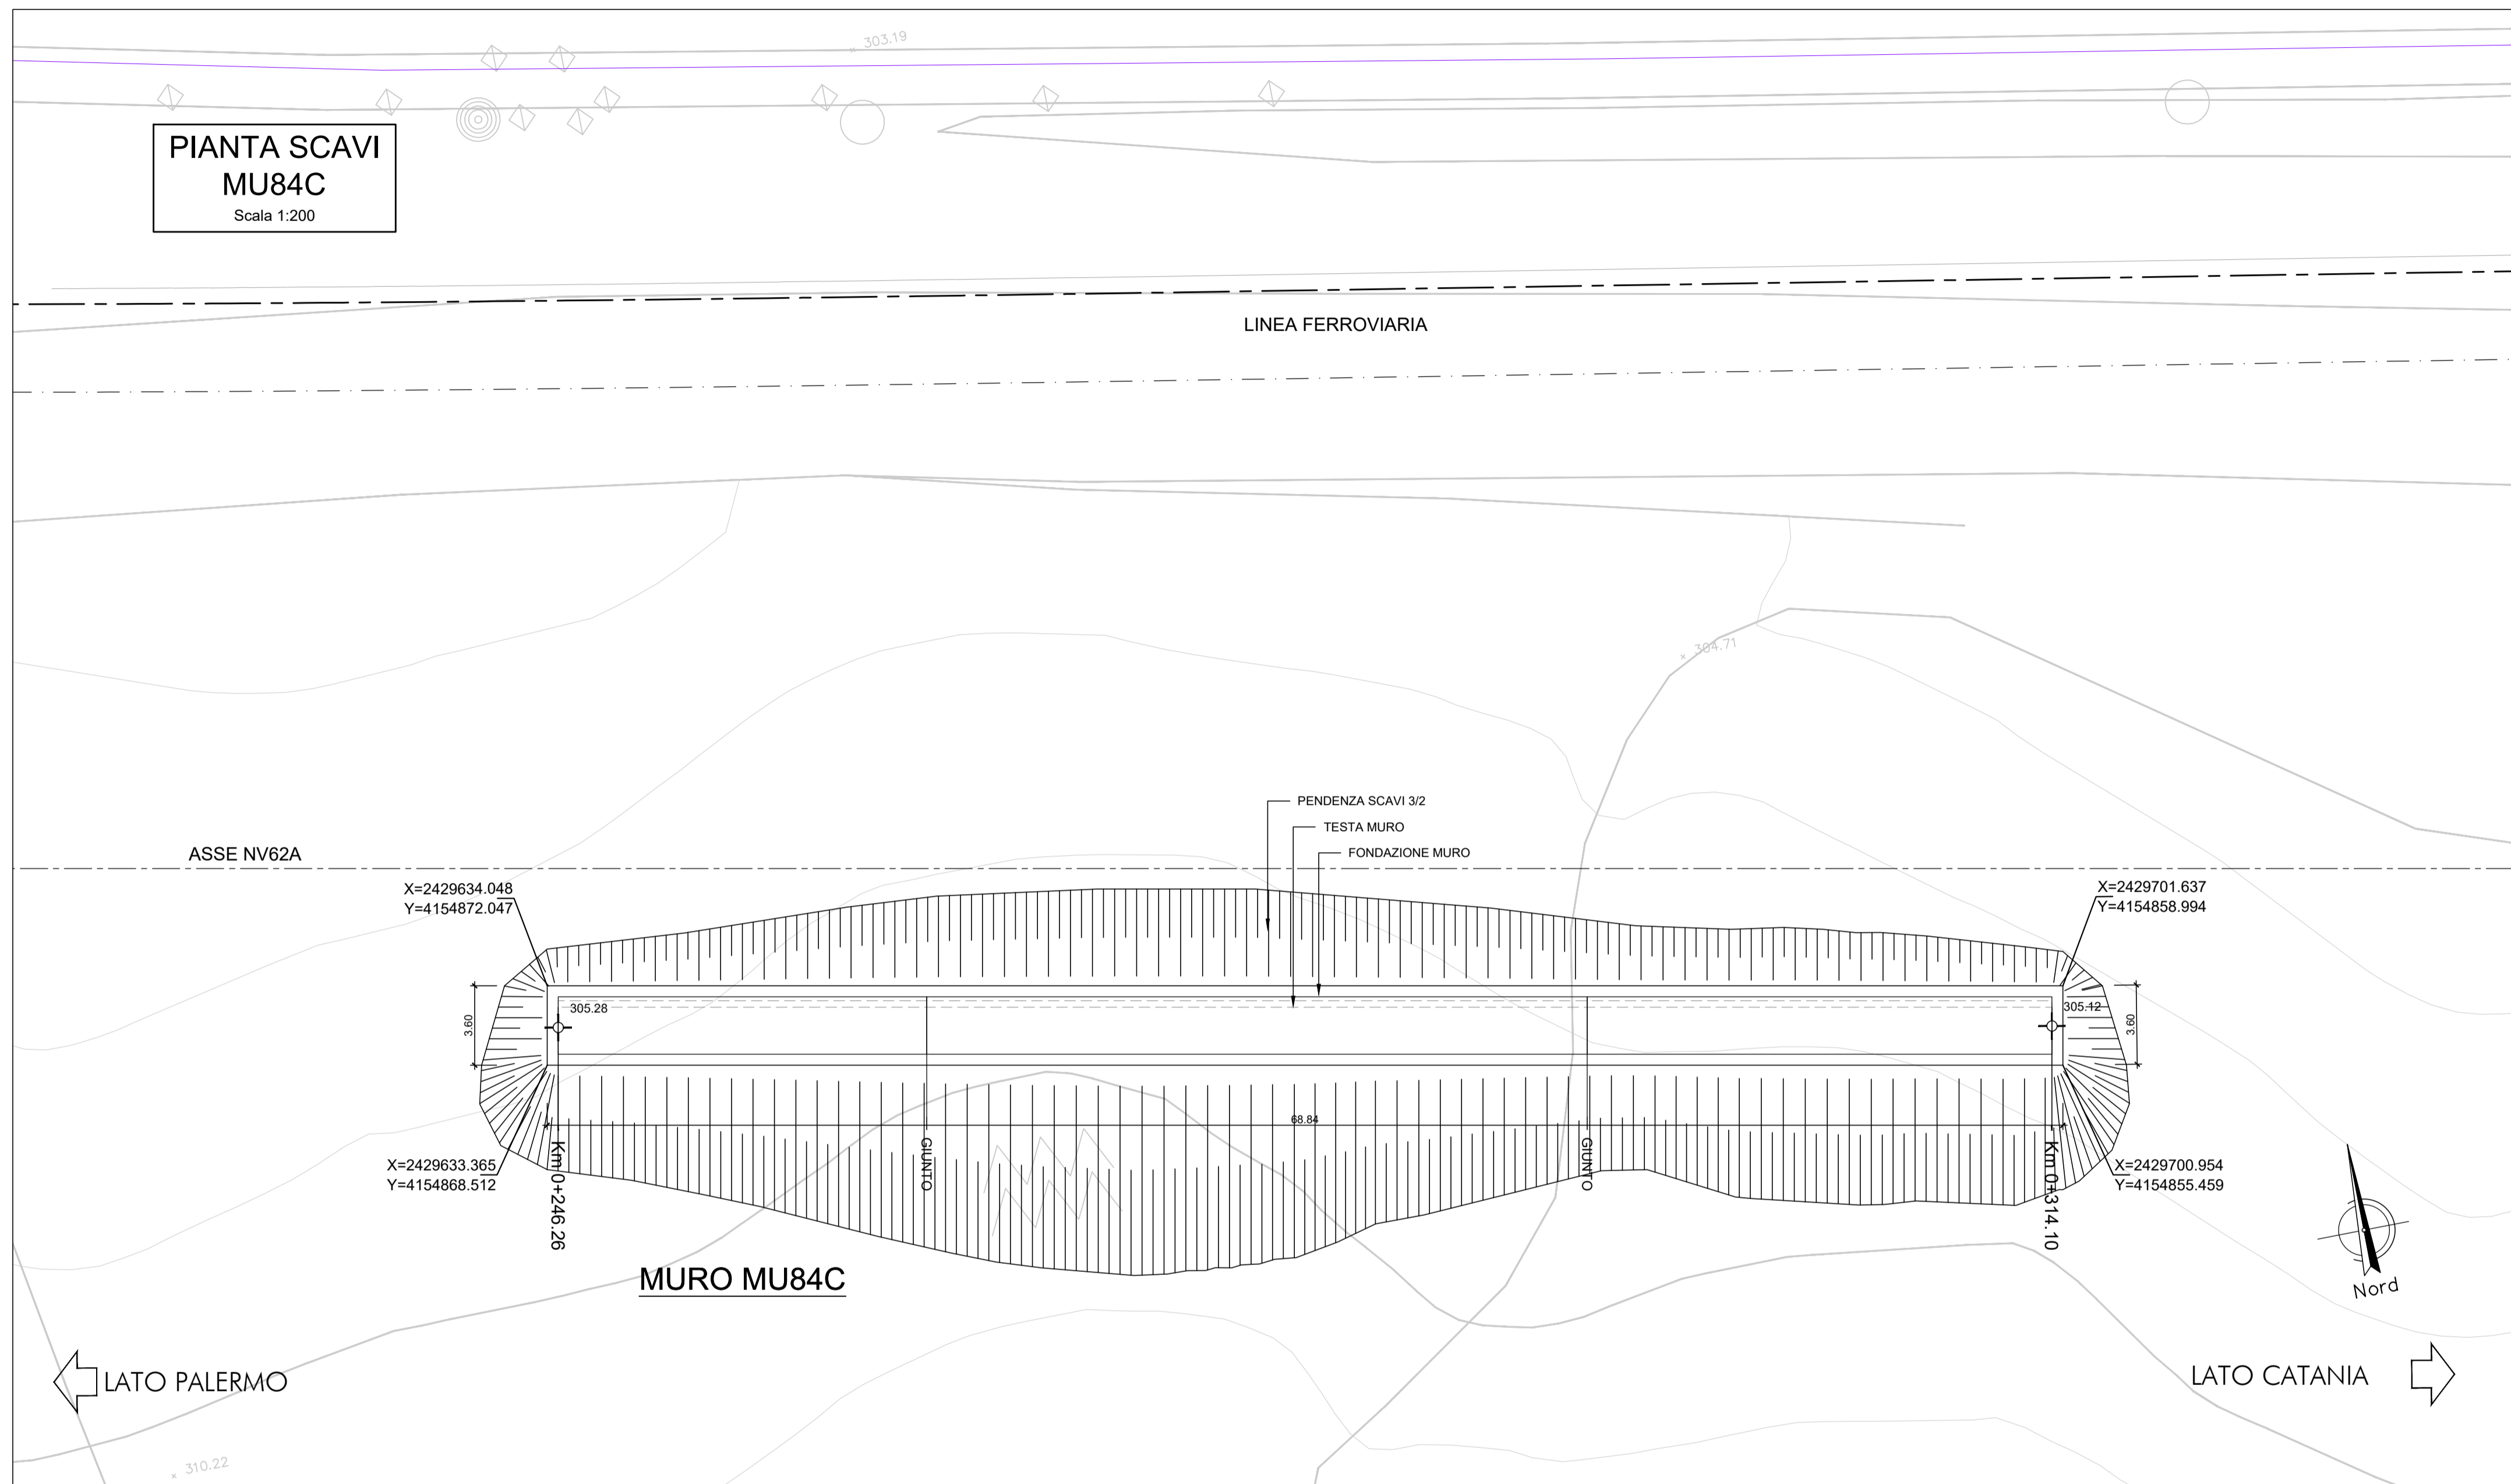 303.19
PIANTA SCAVI
MU84C
Scala 1:200
LINEA FERROVIARIA
304.71
PENDENZA SCAVI 3/2
TESTA MURO
FONDAZIONE MURO
ASSE NV62A
X=2429634.048
Y=4154872.047
X=2429701.637
Y=4154858.994
305.28
305.12
3.60
3.60
68.84
GIUNTO
GIUNTO
Km 0+246.26
Km 0+314.10
X=2429633.365
Y=4154868.512
X=2429700.954
Y=4154855.459
MURO MU84C
Nord
LATO PALERMO
LATO CATANIA
310.22